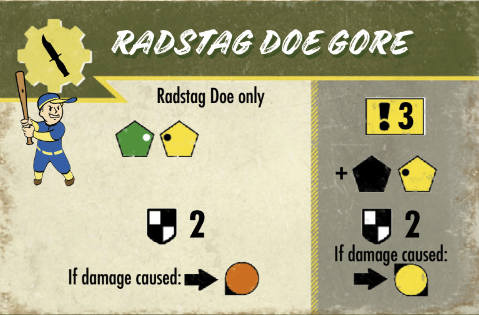 RADSTAG DOE GORE
Radstag Doe only
2
If damage caused:
!3
+
2
If damage caused: